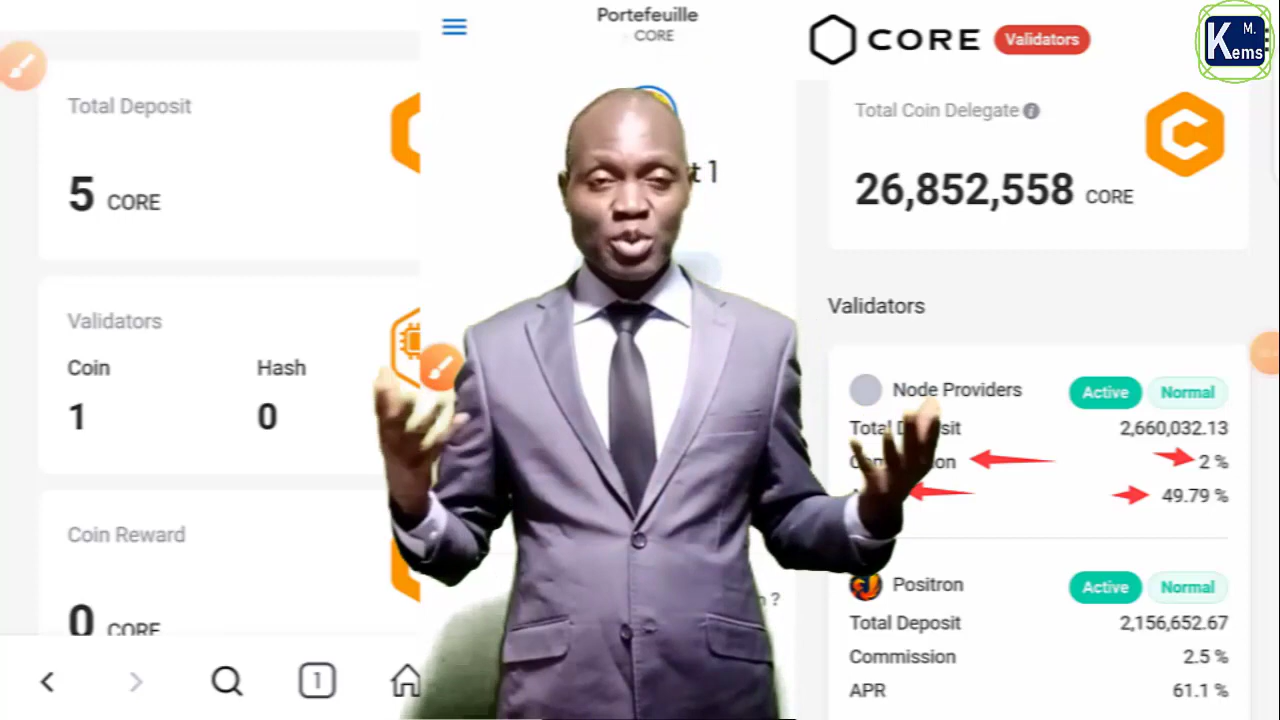 Total Deposit
5 CORE
Validators
Coin Hash
1 0
Coin Reward
0 CORE
1
Portefeuille
CORE
t 1
?
CORE Validators
M.
Kems
Total Coin Delegate
26,852,558 CORE
Validators
Node Providers Active Normal
Total 2,660,032.13
2 %
49.79 %
Positron Active Normal
Total Deposit 2,156,652.67
Commission 2.5 %
APR 61.1 %